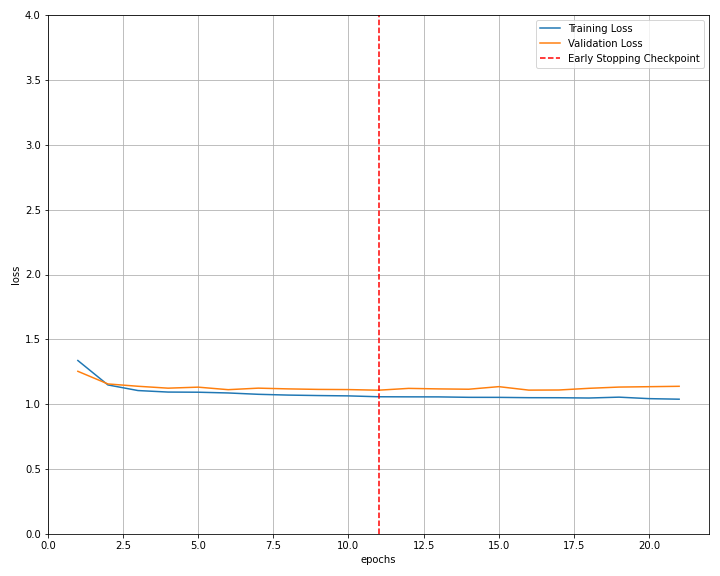 4.0
3.5
3.0
2.5
2.0
1.5
1.0
0.5
0.0
loss
Training Loss
Validation Loss
Early Stopping Checkpoint
0.0 2.5 5.0 7.5 10.0 12.5 15.0 17.5 20.0
epochs